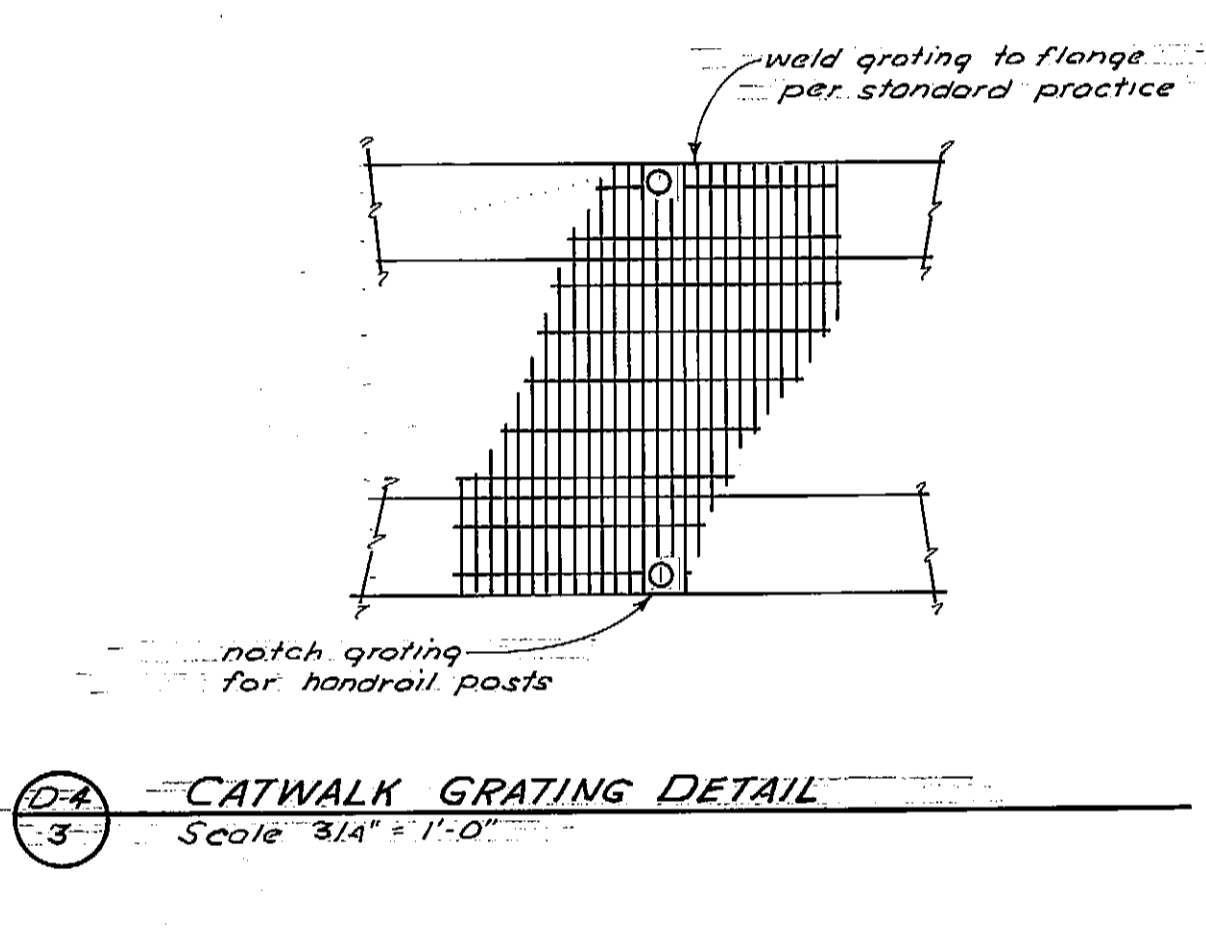 weld grating to flange
per standard practice
notch grating
for handrail posts
D-4
3
CATWALK GRATING DETAIL
Scale 3/4" = 1'-0"